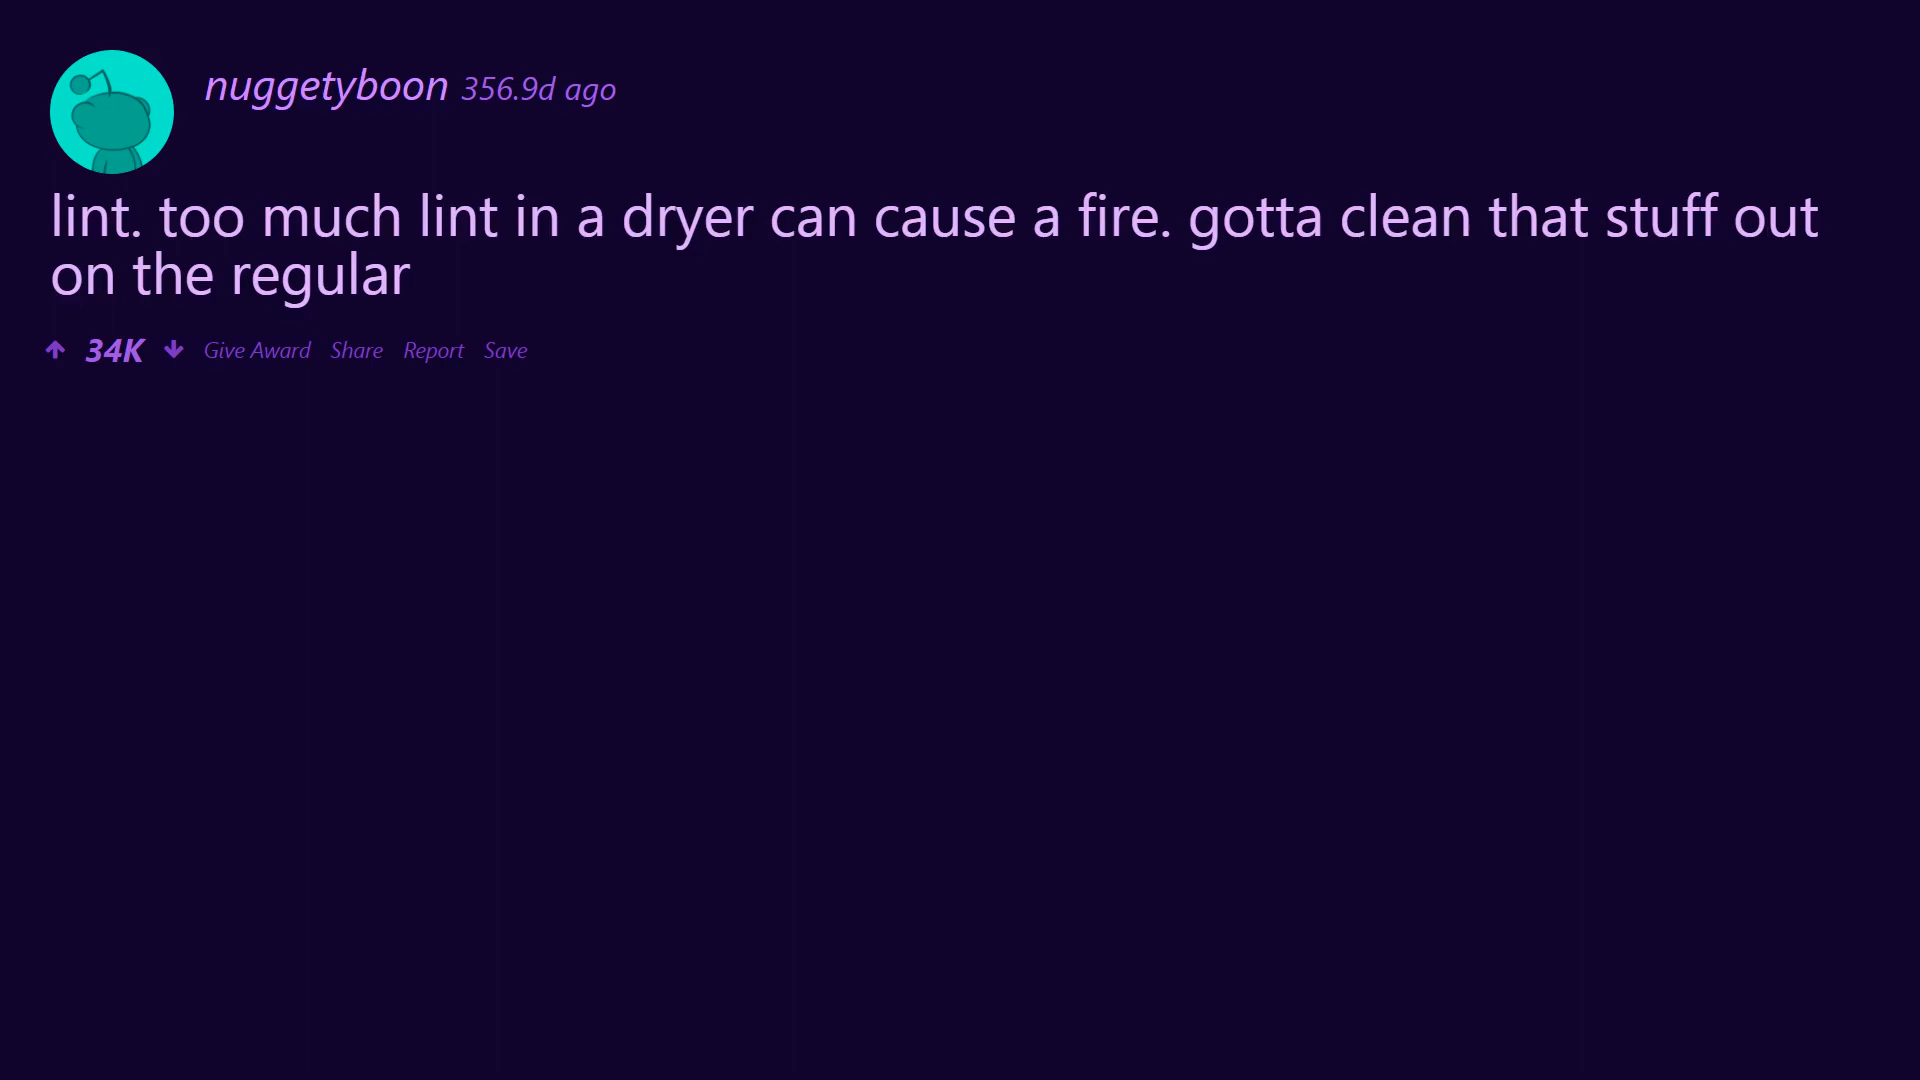 nuggetyboon 356.9d ago
lint. too much lint in a dryer can cause a fire. gotta clean that stuff out
on the regular
34K Give Award Share Report Save